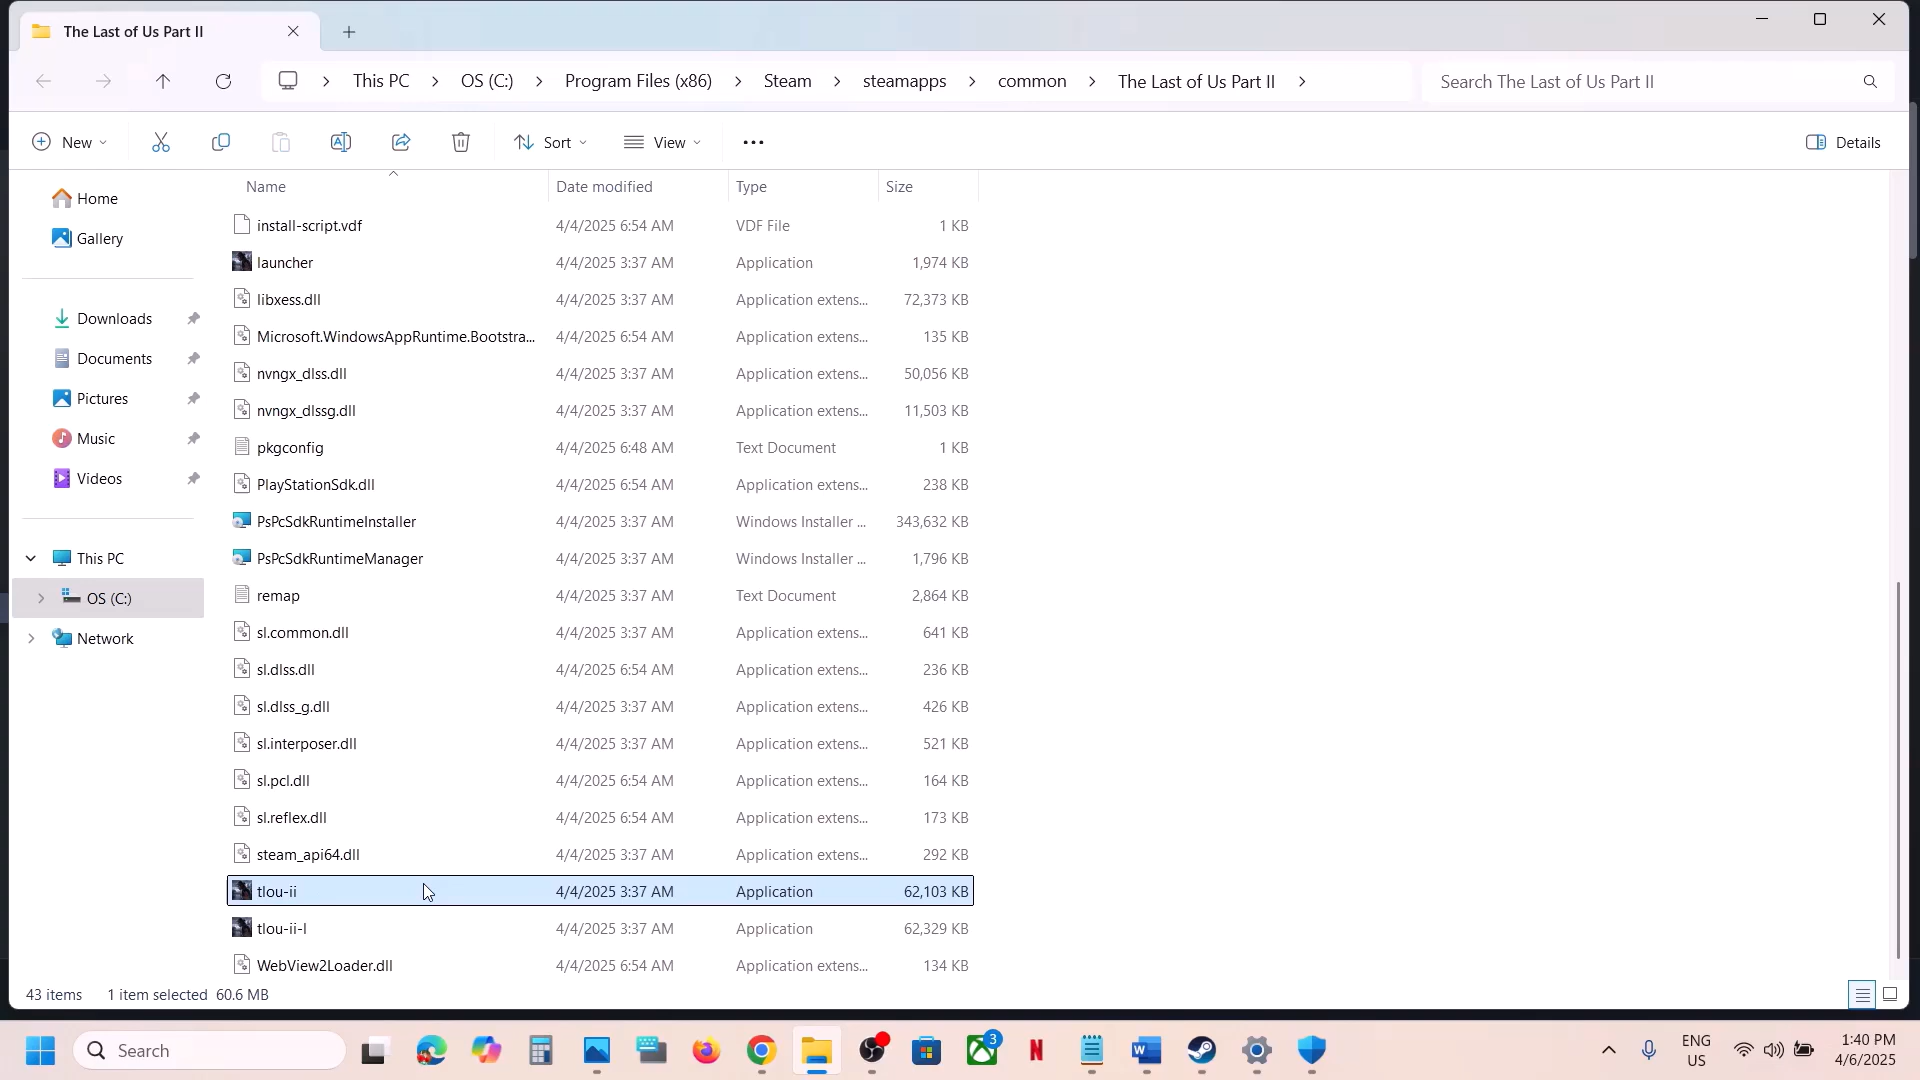 The Last of Us Part II
This PC > OS (C:) > Program Files (x86) > Steam > steamapps > common > The Last of Us Part II >
Search The Last of Us Part II
New
Sort
View
Details
Home
Gallery
Downloads
Documents
Pictures
Music
Videos
This PC
OS (C:)
Network
Name Date modified Type Size
install-script.vdf 4/4/2025 6:54 AM VDF File 1 KB
launcher 4/4/2025 3:37 AM Application 1,974 KB
libxess.dll 4/4/2025 3:37 AM Application extens... 72,373 KB
Microsoft.WindowsAppRuntime.Bootstra... 4/4/2025 6:54 AM Application extens... 135 KB
nvngx_dlss.dll 4/4/2025 3:37 AM Application extens... 50,056 KB
nvngx_dlssg.dll 4/4/2025 3:37 AM Application extens... 11,503 KB
pkgconfig 4/4/2025 6:48 AM Text Document 1 KB
PlayStationSdk.dll 4/4/2025 6:54 AM Application extens... 238 KB
PsPcSdkRuntimeInstaller 4/4/2025 3:37 AM Windows Installer ... 343,632 KB
PsPcSdkRuntimeManager 4/4/2025 3:37 AM Windows Installer ... 1,796 KB
remap 4/4/2025 3:37 AM Text Document 2,864 KB
sl.common.dll 4/4/2025 3:37 AM Application extens... 641 KB
sl.dlss.dll 4/4/2025 6:54 AM Application extens... 236 KB
sl.dlss_g.dll 4/4/2025 3:37 AM Application extens... 426 KB
sl.interposer.dll 4/4/2025 3:37 AM Application extens... 521 KB
sl.pcl.dll 4/4/2025 6:54 AM Application extens... 164 KB
sl.reflex.dll 4/4/2025 6:54 AM Application extens... 173 KB
steam_api64.dll 4/4/2025 3:37 AM Application extens... 292 KB
tlou-ii 4/4/2025 3:37 AM Application 62,103 KB
tlou-ii-l 4/4/2025 3:37 AM Application 62,329 KB
WebView2Loader.dll 4/4/2025 6:54 AM Application extens... 134 KB
43 items 1 item selected 60.6 MB
Search
3
N
W
ENG
US
1:40 PM
4/6/2025